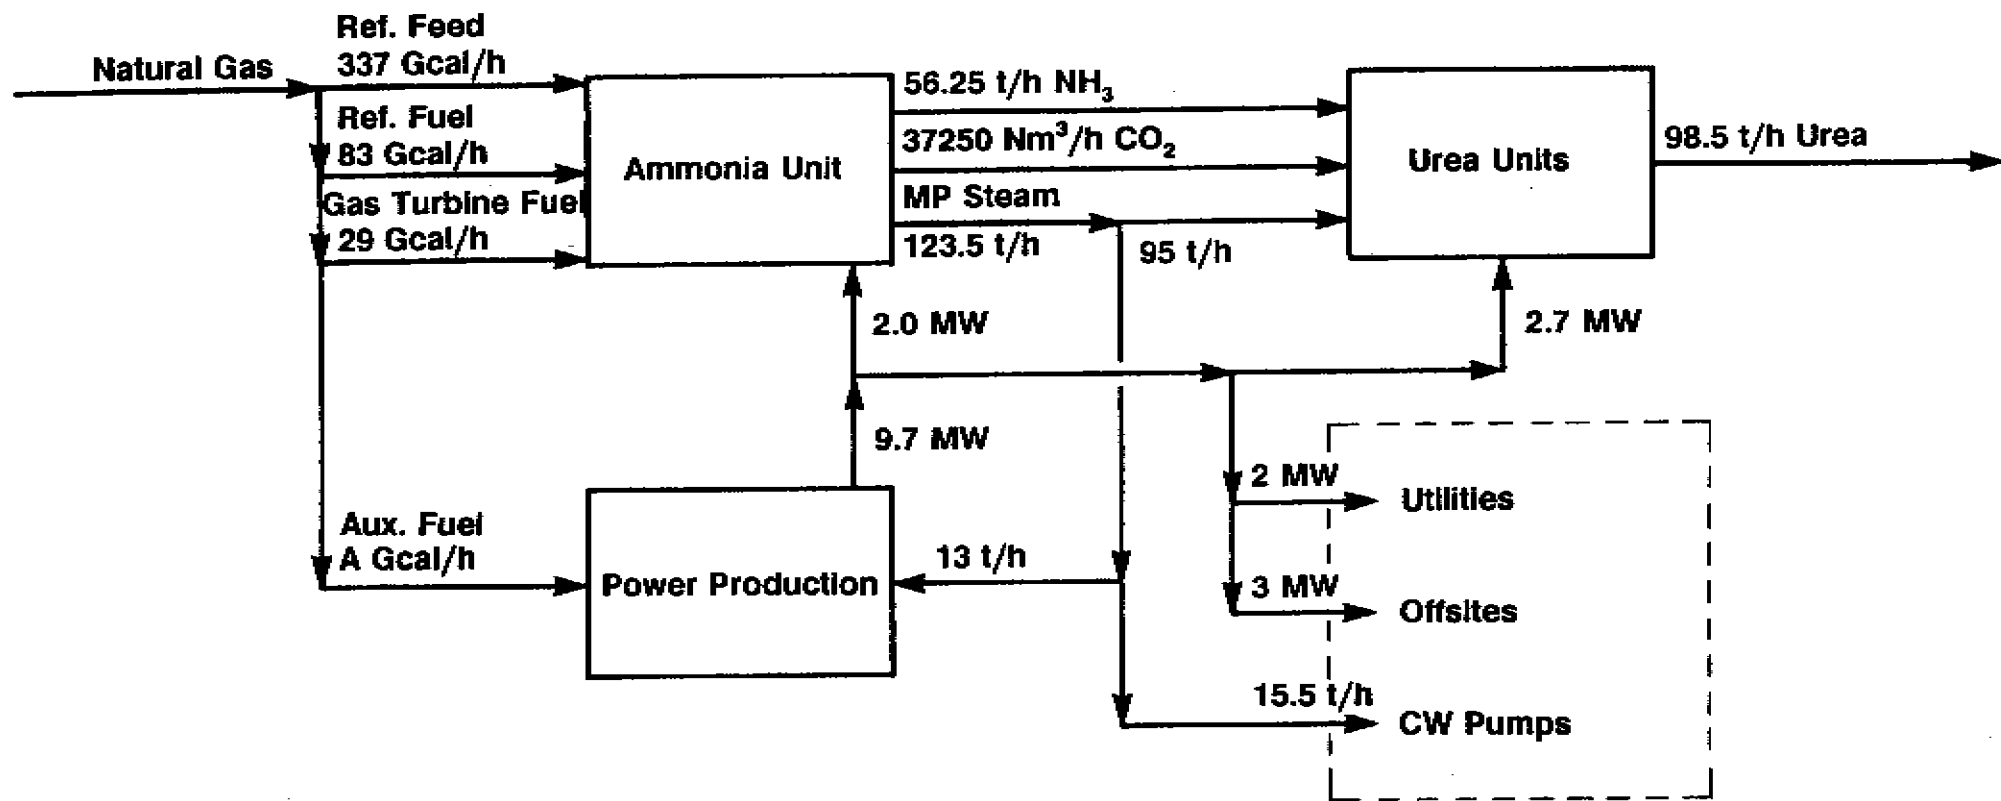 Natural Gas
Ref. Feed
337 Gcal/h
Ref. Fuel
83 Gcal/h
Gas Turbine Fuel
29 Gcal/h
Ammonia Unit
56.25 t/h NH₃
37250 Nm³/h CO₂
MP Steam
123.5 t/h
95 t/h
Urea Units
98.5 t/h Urea
2.0 MW
2.7 MW
9.7 MW
Aux. Fuel
A Gcal/h
Power Production
13 t/h
2 MW
Utilities
3 MW
Offsites
15.5 t/h
CW Pumps